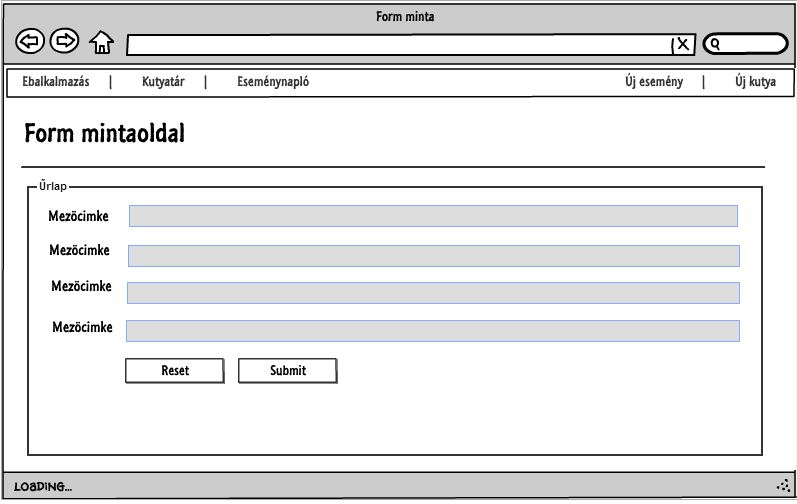 Form minta
Ebalkalmazás | Kutyatár | Eseménynapló Új esemény | Új kutya
Form mintaoldal
Űrlap
Mezöcimke
Mezöcimke
Mezöcimke
Mezöcimke
Reset Submit
LOADING...